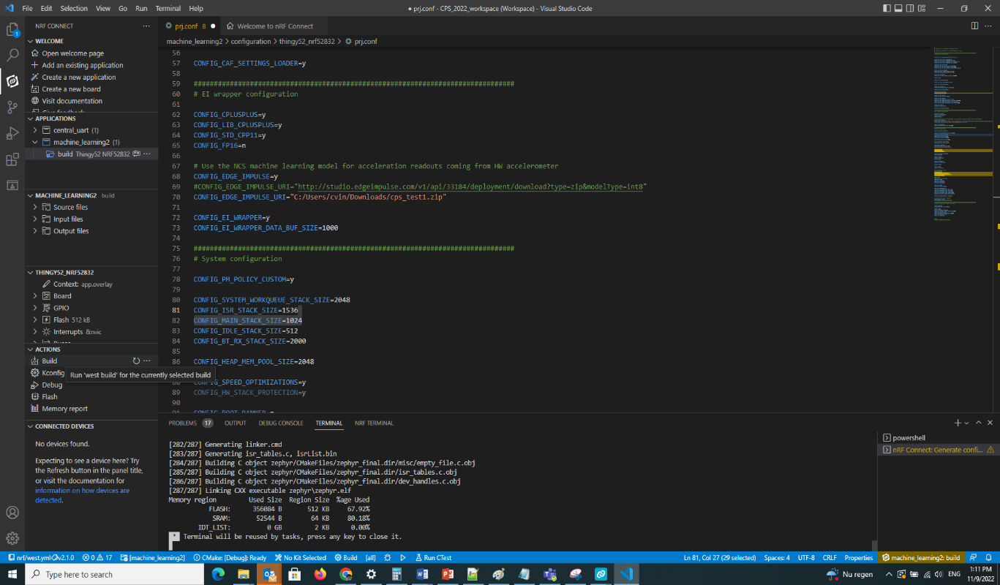 File Edit Selection View Go Run Terminal Help
● prj.conf - CPS_2022_workspace (Workspace) - Visual Studio Code
NRF CONNECT
WELCOME
Open welcome page
Add an existing application
Create a new application
Create a new board
Visit documentation
Give feedback
APPLICATIONS
central_uart (1)
machine_learning2 (1)
build Thingy52 NRF52832
MACHINE_LEARNING2 build
Source files
Input files
Output files
THINGY52_NRF52832
Context: app.overlay
Board
GPIO
Flash 512 kB
Interrupts &nvic
ACTIONS
Build
Kconfig
Run 'west build' for the currently selected build
Debug
Flash
Memory report
CONNECTED DEVICES
No devices found.
Expecting to see a device here? Try
the Refresh button in the panel title,
or visit the documentation for
information on how devices are
detected.
prj.conf 8 ●
Welcome to nRF Connect
machine_learning2 > configuration > thingy52_nrf52832 > prj.conf
56
57 CONFIG_CAF_SETTINGS_LOADER=y
58
59 ################################################################################
60 # EI wrapper configuration
61
62 CONFIG_CPLUSPLUS=y
63 CONFIG_LIB_CPLUSPLUS=y
64 CONFIG_STD_CPP11=y
65 CONFIG_FP16=n
66
67 # Use the NCS machine learning model for acceleration readouts coming from HW accelerometer
68 CONFIG_EDGE_IMPULSE=y
69 #CONFIG_EDGE_IMPULSE_URI="http://studio.edgeimpulse.com/v1/api/33184/deployment/download?type=zip&modelType=int8"
70 CONFIG_EDGE_IMPULSE_URI="C:/Users/cvin/Downloads/cps_test1.zip"
71
72 CONFIG_EI_WRAPPER=y
73 CONFIG_EI_WRAPPER_DATA_BUF_SIZE=1000
74
75 ################################################################################
76 # System configuration
77
78 CONFIG_PM_POLICY_CUSTOM=y
79
80 CONFIG_SYSTEM_WORKQUEUE_STACK_SIZE=2048
81 CONFIG_ISR_STACK_SIZE=1536
82 CONFIG_MAIN_STACK_SIZE=1024
83 CONFIG_IDLE_STACK_SIZE=512
84 CONFIG_BT_RX_STACK_SIZE=2000
85
86 CONFIG_HEAP_MEM_POOL_SIZE=2048
88 CONFIG_SPEED_OPTIMIZATIONS=y
89 CONFIG_HW_STACK_PROTECTION=y
90
91 CONFIG_BOOT_BANNER=n
PROBLEMS 17 OUTPUT DEBUG CONSOLE TERMINAL NRF TERMINAL
[282/287] Generating linker.cmd
[283/287] Generating isr_tables.c, isrList.bin
[284/287] Building C object zephyr/CMakeFiles/zephyr_final.dir/misc/empty_file.c.obj
[285/287] Building C object zephyr/CMakeFiles/zephyr_final.dir/isr_tables.c.obj
[286/287] Building C object zephyr/CMakeFiles/zephyr_final.dir/dev_handles.c.obj
[287/287] Linking CXX executable zephyr\zephyr.elf
Memory region Used Size Region Size %age Used
FLASH: 356084 B 512 KB 67.92%
SRAM: 52544 B 64 KB 80.18%
IDT_LIST: 0 GB 2 KB 0.00%
* Terminal will be reused by tasks, press any key to close it.
powershell
nRF Connect: Generate confi...
nrf/west.yml v2.1.0 0 17 [machine_learning2] CMake: [Debug]: Ready No Kit Selected Build [all] Run CTest
Ln 81, Col 27 (29 selected) Spaces: 4 UTF-8 CRLF Properties machine_learning2: build
Type here to search
Nu regen
ENG
1:11 PM
11/9/2022
1